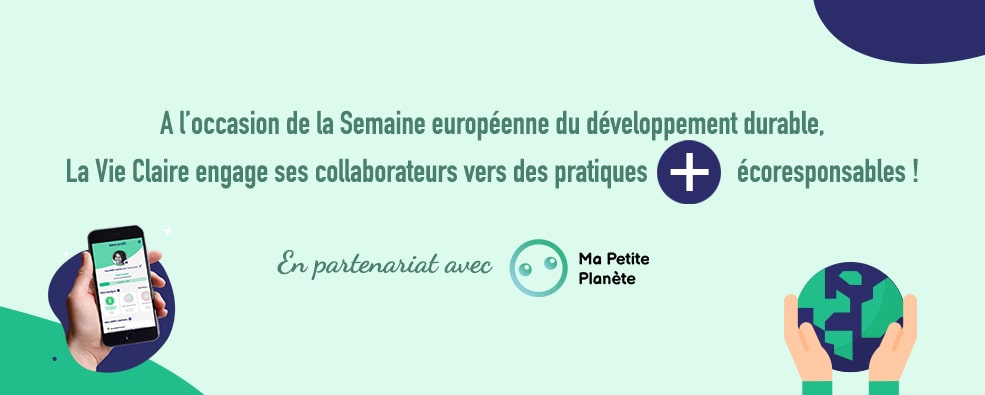 A l'occasion de la Semaine européenne du développement durable,
La Vie Claire engage ses collaborateurs vers des pratiques + écoresponsables !
En partenariat avec
Ma Petite
Planète